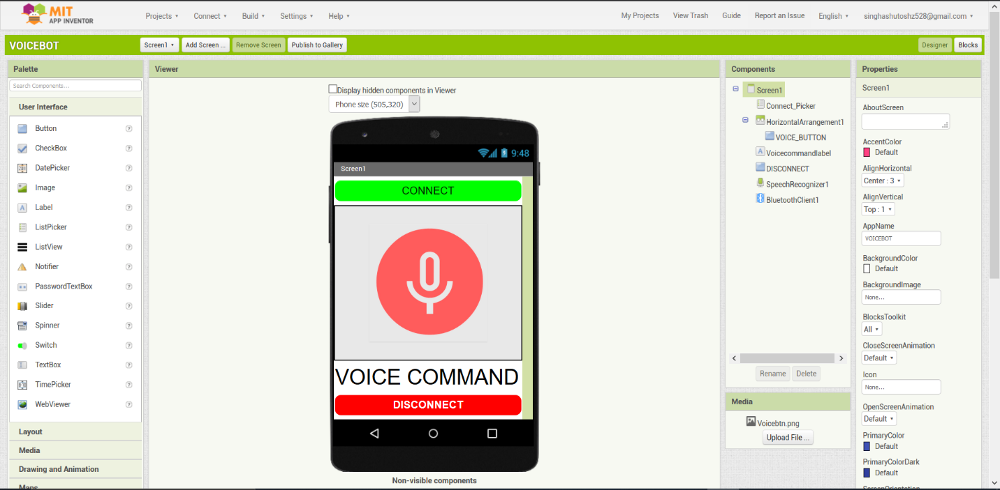 MIT
APP INVENTOR
Projects Connect Build Settings Help
My Projects View Trash Guide Report an Issue English singhashutoshz528@gmail.com
VOICEBOT
Screen1 Add Screen ... Remove Screen Publish to Gallery
Designer Blocks
Palette
Search Components...
User Interface
Button ?
CheckBox ?
DatePicker ?
Image ?
Label ?
ListPicker ?
ListView ?
Notifier ?
PasswordTextBox ?
Slider ?
Spinner ?
Switch ?
TextBox ?
TimePicker ?
WebViewer ?
Layout
Media
Drawing and Animation
Maps
Viewer
Display hidden components in Viewer
Phone size (505,320)
9:48
Screen1
CONNECT
VOICE COMMAND
DISCONNECT
Non-visible components
Components
Screen1
Connect_Picker
HorizontalArrangement1
VOICE_BUTTON
Voicecommandlabel
DISCONNECT
SpeechRecognizer1
BluetoothClient1
Rename Delete
Media
Voicebtn.png
Upload File ...
Properties
Screen1
AboutScreen
AccentColor
Default
AlignHorizontal
Center : 3
AlignVertical
Top : 1
AppName
VOICEBOT
BackgroundColor
Default
BackgroundImage
None...
BlocksToolkit
All
CloseScreenAnimation
Default
Icon
None...
OpenScreenAnimation
Default
PrimaryColor
Default
PrimaryColorDark
Default
ScreenOrientation